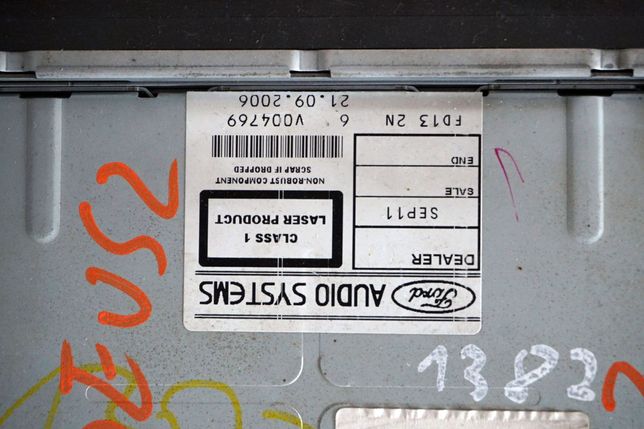 Ford AUDIO SYSTEMS
DEALER
SEP11
SALE
END
CLASS 1
LASER PRODUCT
NON-ROBUST COMPONENT
SCRAP IF DROPPED
FD13 2N 6 V004769
21.09.2006
1383